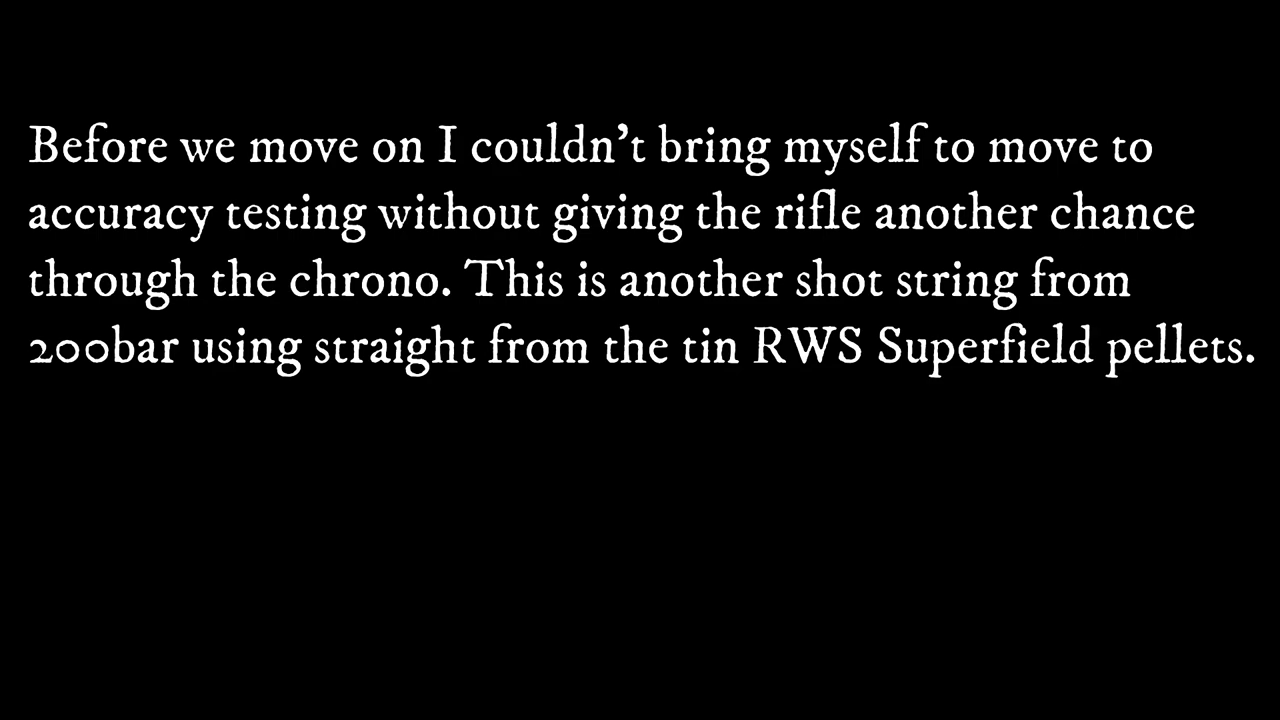 Before we move on I couldn’t bring myself to move to
accuracy testing without giving the rifle another chance
through the chrono. This is another shot string from
200bar using straight from the tin RWS Superfield pellets.